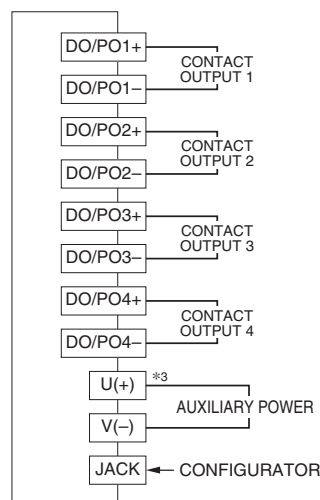 DO/PO1+
CONTACT
OUTPUT 1
DO/PO1–
DO/PO2+
CONTACT
OUTPUT 2
DO/PO2–
DO/PO3+
CONTACT
OUTPUT 3
DO/PO3–
DO/PO4+
CONTACT
OUTPUT 4
DO/PO4–
U(+) *3
AUXILIARY POWER
V(–)
JACK CONFIGURATOR